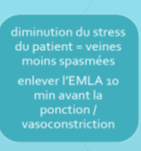 diminution du stress
du patient = veines
moins spasmées
enlever l'EMLA 10
min avant la
ponction /
vasoconstriction